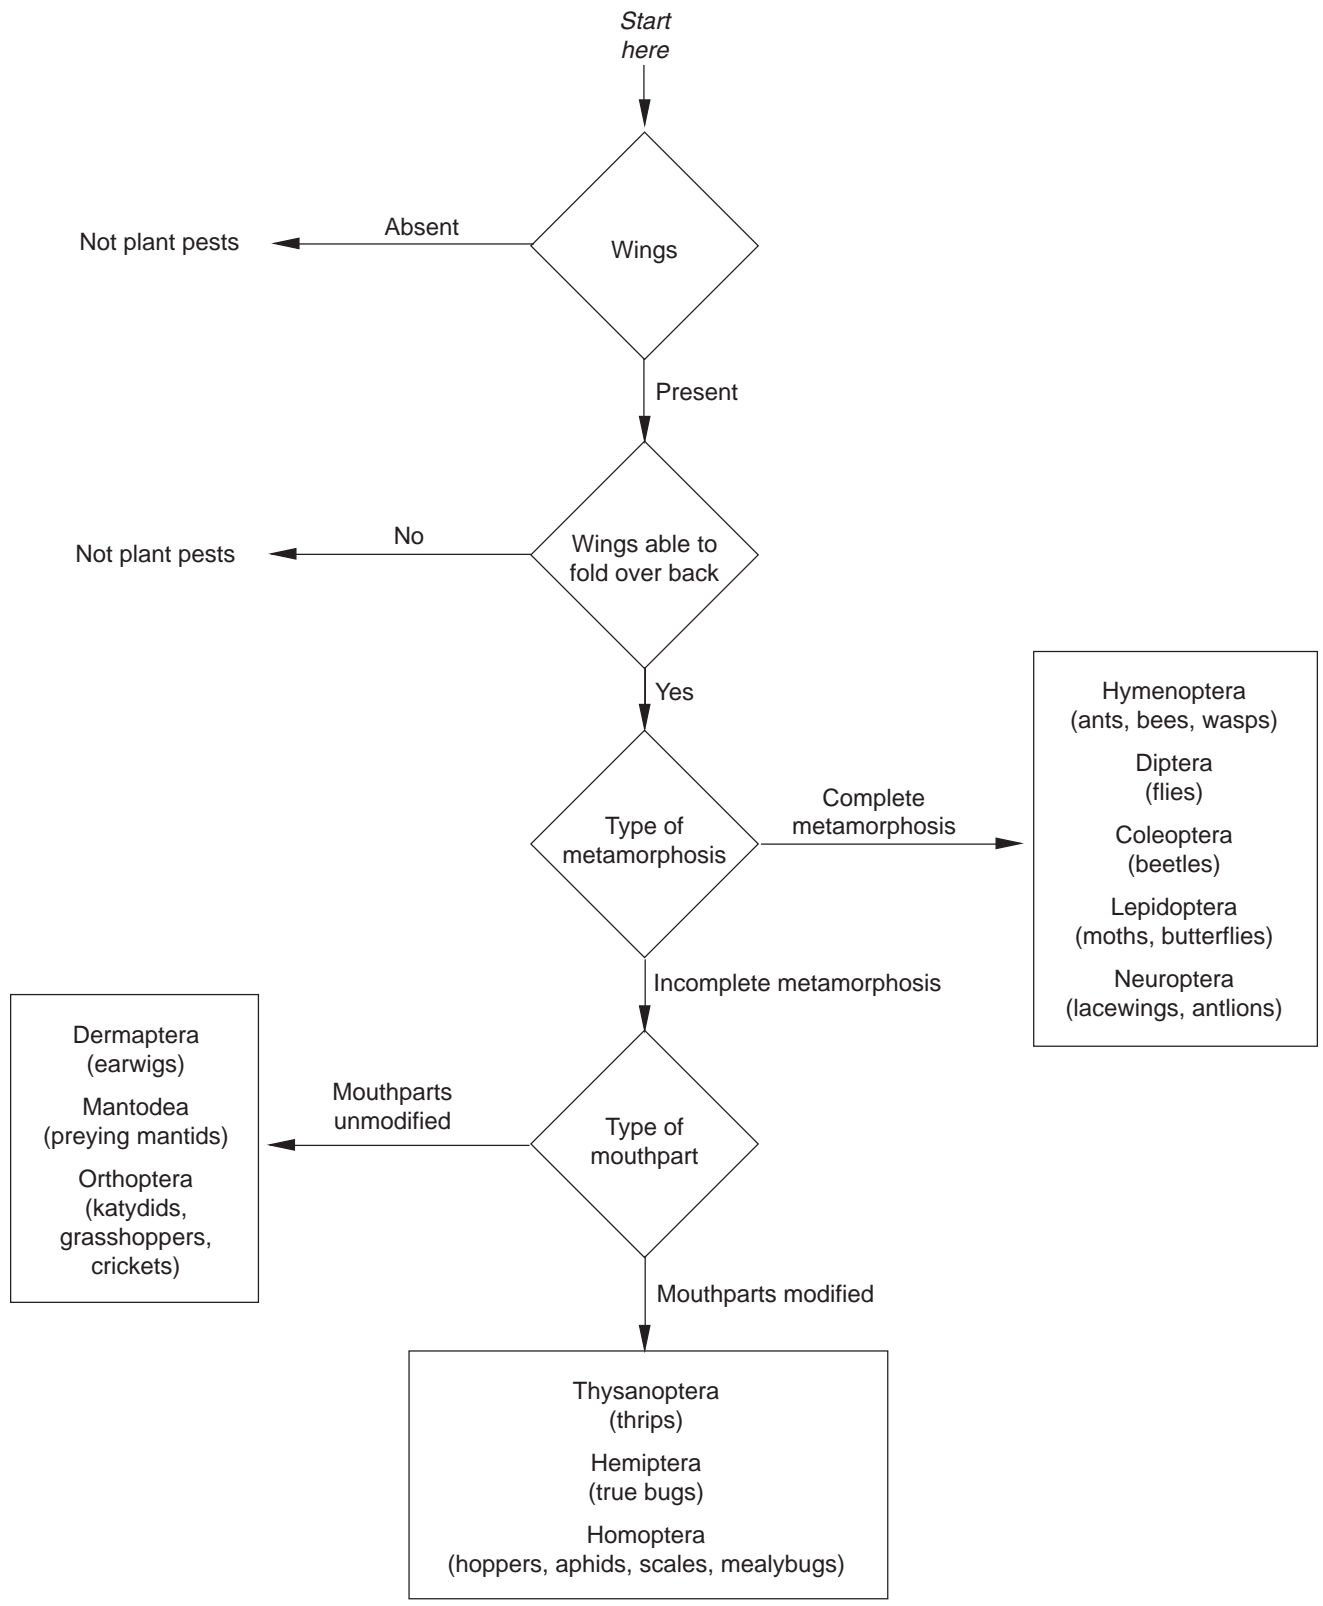 Start
here
Wings
Absent
Not plant pests
Present
Wings able to
fold over back
No
Not plant pests
Yes
Type of
metamorphosis
Complete
metamorphosis
Hymenoptera
(ants, bees, wasps)
Diptera
(flies)
Coleoptera
(beetles)
Lepidoptera
(moths, butterflies)
Neuroptera
(lacewings, antlions)
Incomplete metamorphosis
Type of
mouthpart
Mouthparts
unmodified
Dermaptera
(earwigs)
Mantodea
(preying mantids)
Orthoptera
(katydids,
grasshoppers,
crickets)
Mouthparts modified
Thysanoptera
(thrips)
Hemiptera
(true bugs)
Homoptera
(hoppers, aphids, scales, mealybugs)